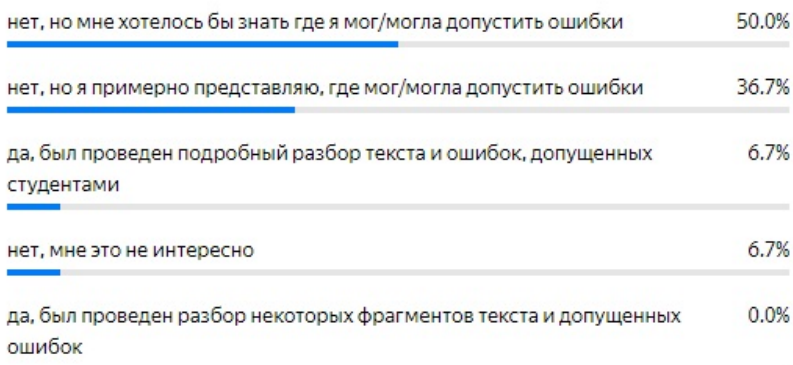 нет, но мне хотелось бы знать где я мог/могла допустить ошибки 50.0%
нет, но я примерно представляю, где мог/могла допустить ошибки 36.7%
да, был проведен подробный разбор текста и ошибок, допущенных 6.7%
студентами
нет, мне это не интересно 6.7%
да, был проведен разбор некоторых фрагментов текста и допущенных 0.0%
ошибок